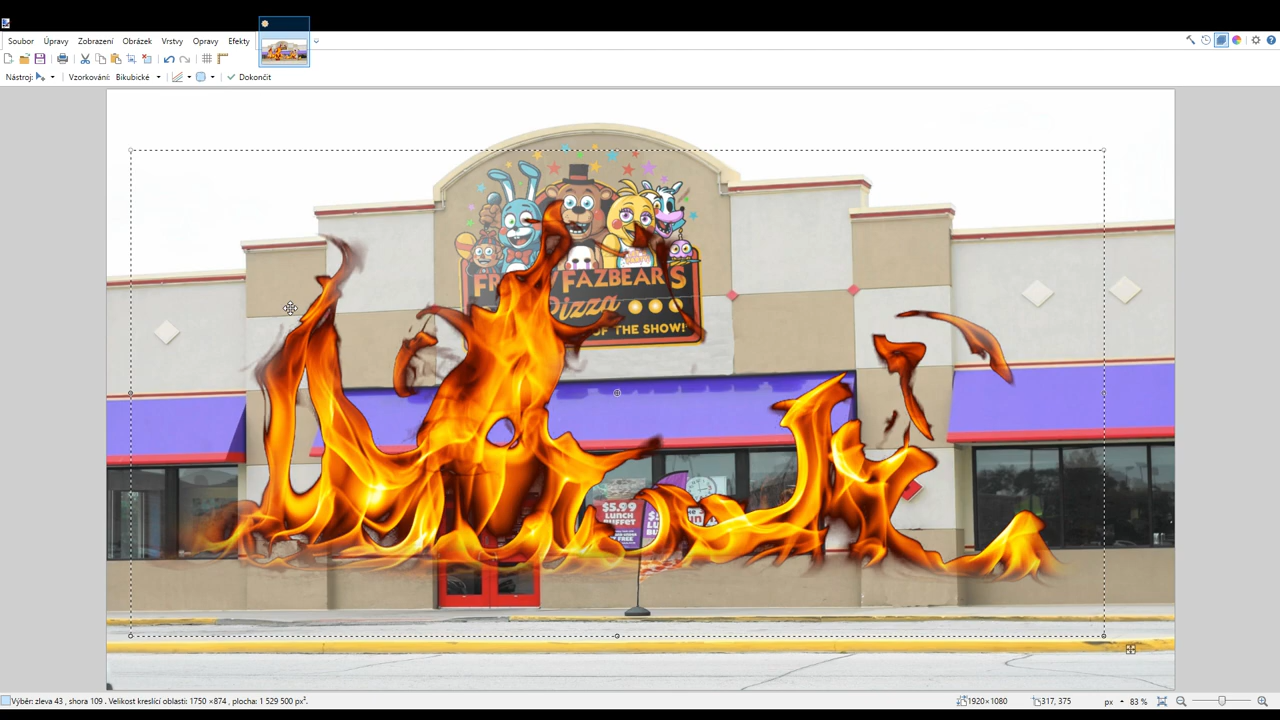 Soubor Úpravy Zobrazení Obrázek Vrstvy Opravy Efekty
Nástroj: Vzorkování: Bikubické Dokončit
FR Y FAZBEAR'S
Pizza
OF THE SHOW!
$5.99
LUNCH
BUFFET
Výběr: zleva 43 , shora 109 . Velikost kreslící oblasti: 1750 × 874 , plocha: 1 529 500 px².
1920 × 1080
317, 375
px
83 %